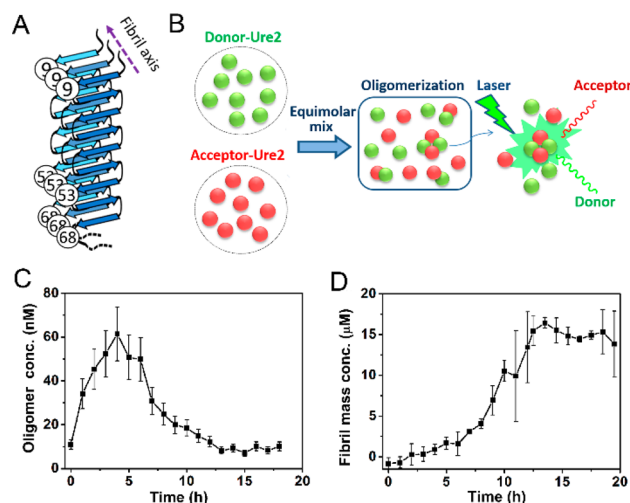 A
Fibril axis
9
9
53
53
53
68
68
68
B
Donor-Ure2
Acceptor-Ure2
Equimolar
mix
Oligomerization
Laser
Acceptor
Donor
C
Oligomer conc. (nM)
80
60
40
20
0
0 5 10 15 20
Time (h)
D
Fibril mass conc. (μM)
20
15
10
5
0
0 5 10 15 20
Time (h)